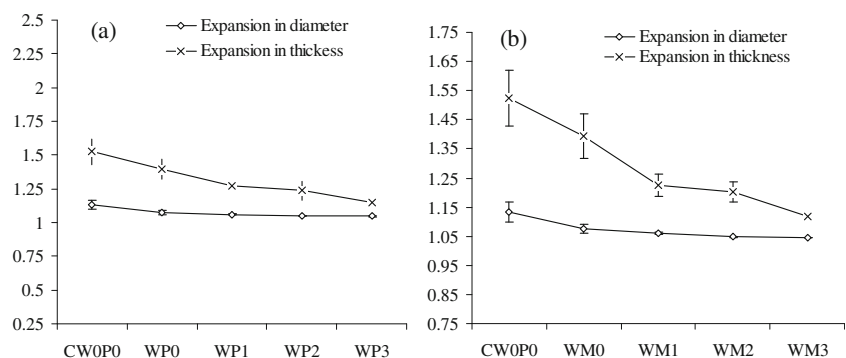 (a)
Expansion in diameter
Expansion in thickess
2.5
2.25
2
1.75
1.5
1.25
1
0.75
0.5
0.25
CW0P0 WP0 WP1 WP2 WP3
(b)
Expansion in diameter
Expansion in thickness
1.75
1.65
1.55
1.45
1.35
1.25
1.15
1.05
0.95
0.85
0.75
CW0P0 WM0 WM1 WM2 WM3